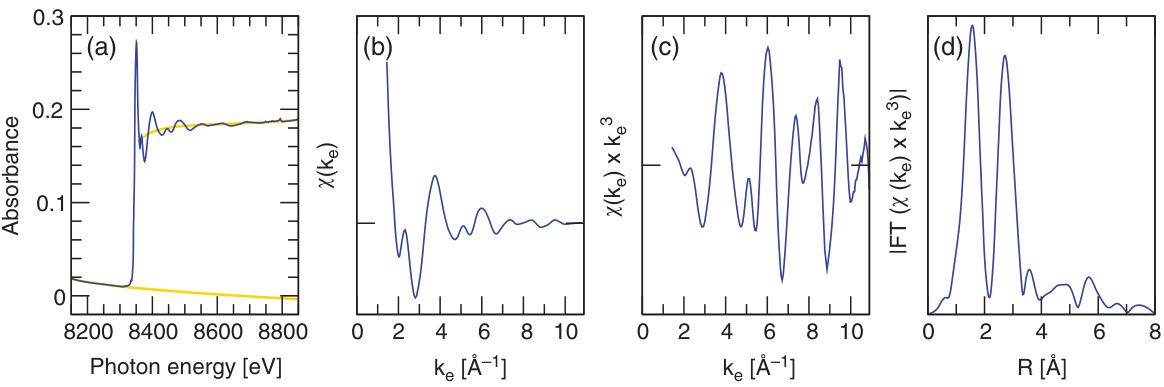 (a)
0.3
0.2
0.1
0
Absorbance
8200 8400 8600 8800
Photon energy [eV]
(b)
χ(kₑ)
0 2 4 6 8 10
kₑ [Å⁻¹]
(c)
χ(kₑ) x kₑ³
0 2 4 6 8 10
kₑ [Å⁻¹]
(d)
|FT (χ (kₑ) x kₑ³)|
0 2 4 6 8
R [Å]